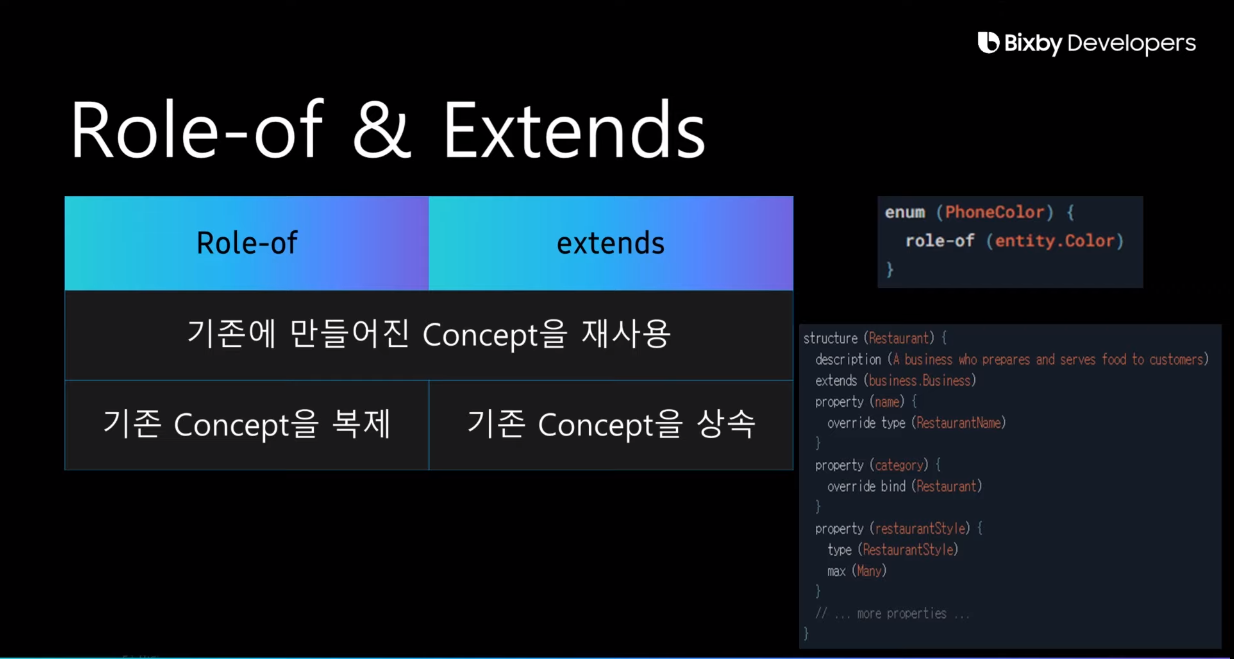 Bixby Developers
Role-of & Extends
Role-of
extends
기존에 만들어진 Concept을 재사용
기존 Concept을 복제
기존 Concept을 상속
enum (PhoneColor) {
role-of (entity.Color)
}
structure (Restaurant) {
description (A business who prepares and serves food to customers)
extends (business.Business)
property (name) {
override type (RestaurantName)
}
property (category) {
override bind (Restaurant)
}
property (restaurantStyle) {
type (RestaurantStyle)
max (Many)
}
// ... more properties ...
}